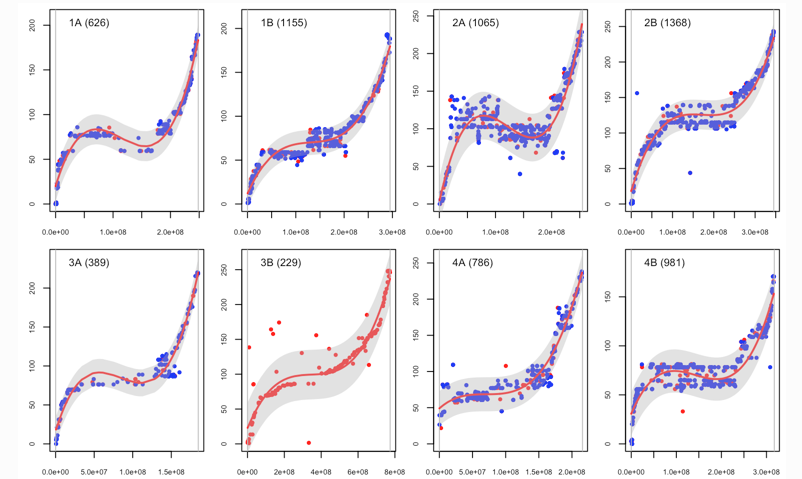 1A (626)
0 50 100 150 200
0.0e+00 1.0e+08 2.0e+08
1B (1155)
0 50 100 150 200
0.0e+00 1.0e+08 2.0e+08 3.0e+08
2A (1065)
0 50 100 150 200 250
0.0e+00 1.0e+08 2.0e+08
2B (1368)
0 50 100 150 200 250
0.0e+00 1.0e+08 2.0e+08 3.0e+08
3A (389)
0 50 100 150 200
0.0e+00 5.0e+07 1.0e+08 1.5e+08
3B (229)
0 50 100 150 200 250
0e+00 2e+08 4e+08 6e+08 8e+08
4A (786)
0 50 100 150 200 250
0.0e+00 5.0e+07 1.0e+08 1.5e+08 2.0e+08
4B (981)
0 50 100 150
0.0e+00 1.0e+08 2.0e+08 3.0e+08